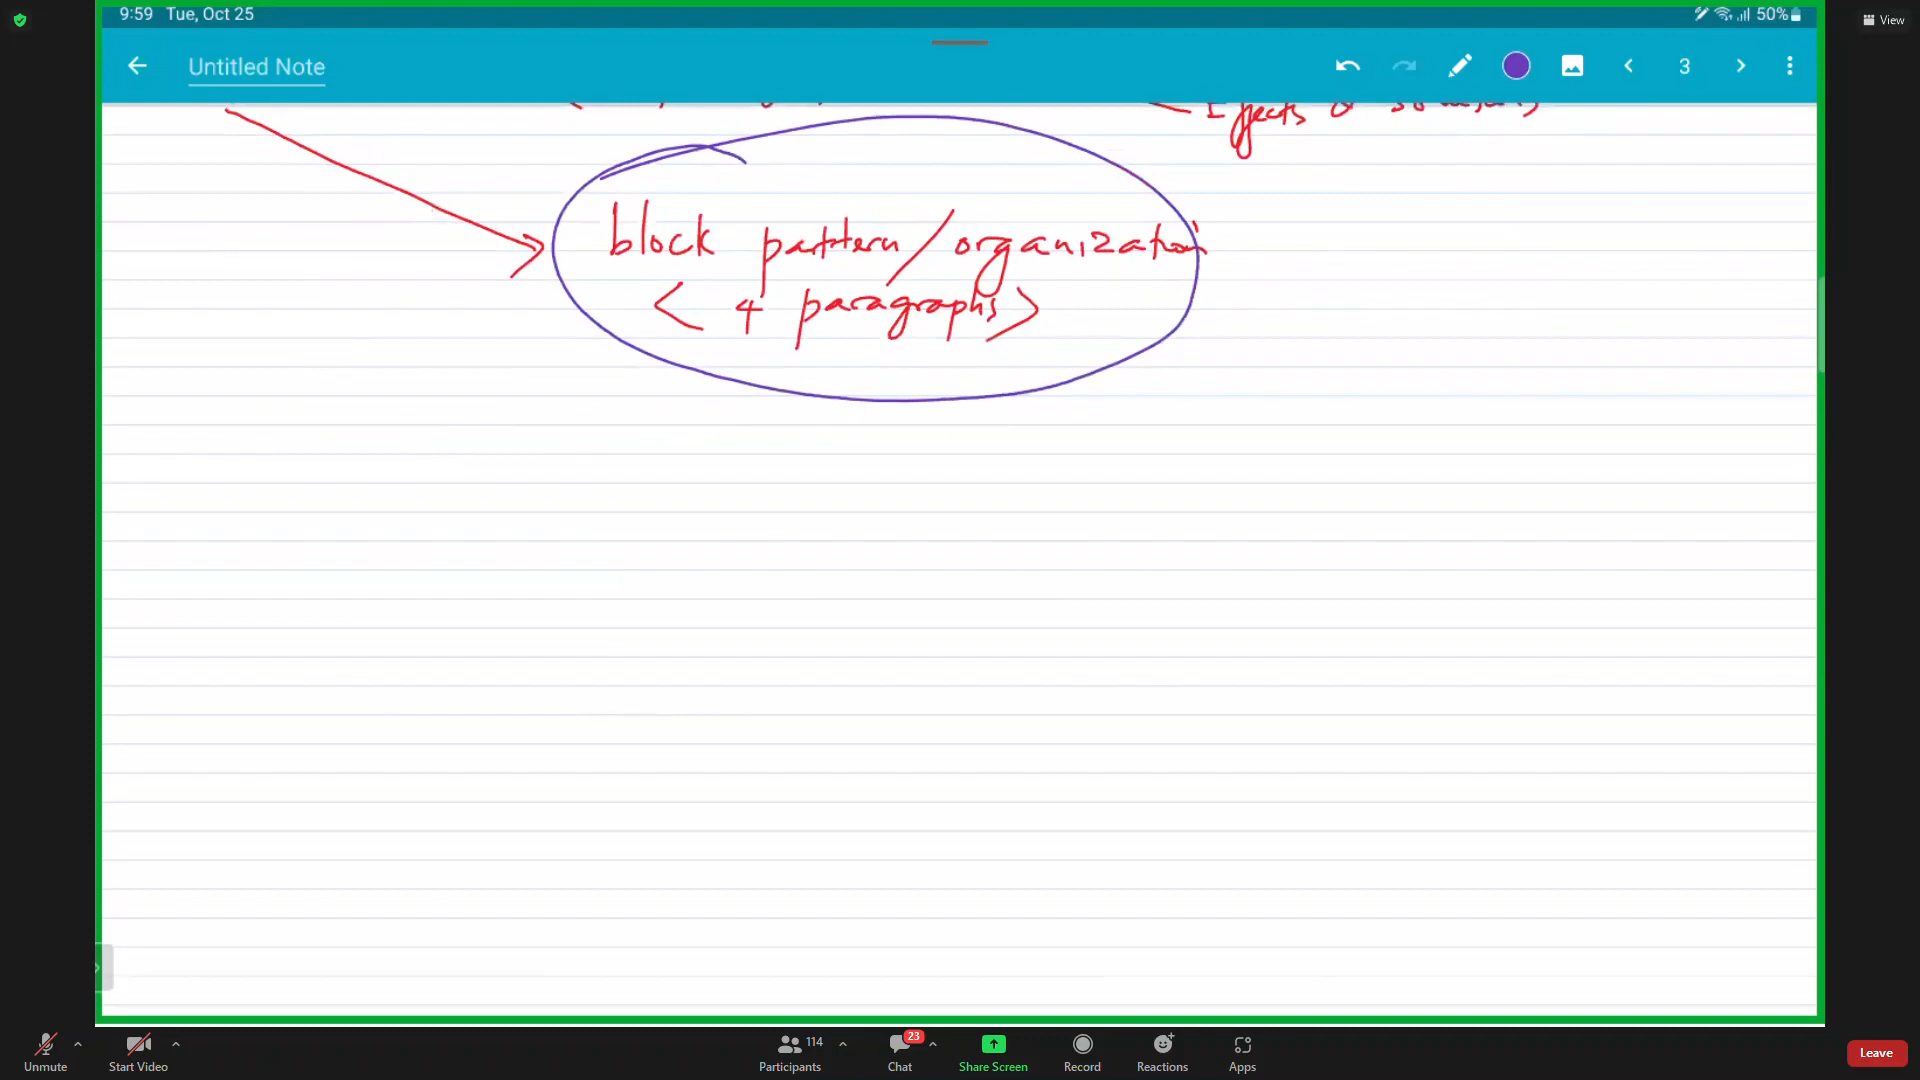 9:59 Tue, Oct 25
50%
View
Untitled Note
3
Effects
block pattern/organization
< 4 paragraphs >
Unmute
Start Video
114
Participants
23
Chat
Share Screen
Record
Reactions
Apps
Leave